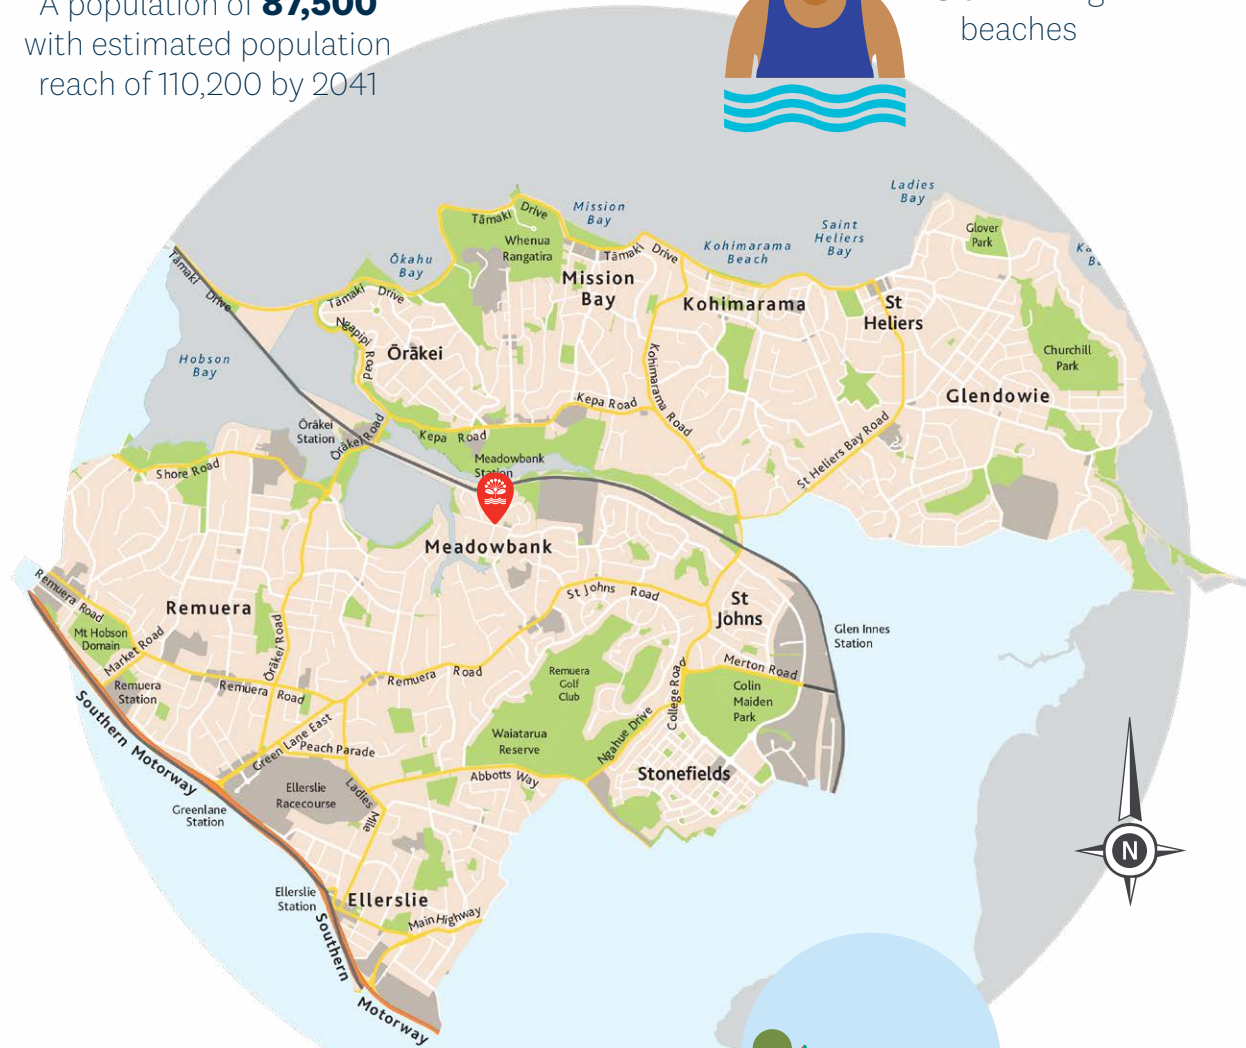 A population of 87,500
with estimated population
reach of 110,200 by 2041
beaches
Ladies
Bay
Mission
Bay
Saint
Heliers
Bay
Kohimarama
Beach
Ōkahu
Bay
Hobson
Bay
Glover
Park
Tāmaki Drive
Whenua
Rangatira
Tāmaki Drive
Mission
Bay
Kohimarama
St
Heliers
Tāmaki Drive
Tāmaki Drive
Ngapipi Road
Ōrākei
Kohimarama Road
Churchill
Park
Glendowie
Kepa Road
Kepa Road
Ōrākei
Station
Ōrākei Road
St Heliers Bay Road
Meadowbank
Station
Shore Road
Meadowbank
Remuera Road
Remuera
St Johns Road
St
Johns
Glen Innes
Station
Mt Hobson
Domain
Market Road
Ōrākei Road
Remuera
Station
Remuera Road
Remuera Road
Remuera
Golf
Club
College Road
Merton Road
Colin
Maiden
Park
Southern Motorway
Green Lane East
Peach Parade
Waiatarua
Reserve
Ngahue Drive
Stonefields
Abbotts Way
Ellerslie
Racecourse
Ladies Mile
Greenlane
Station
Ellerslie
Station
Ellerslie
Main Highway
Southern
Motorway
N